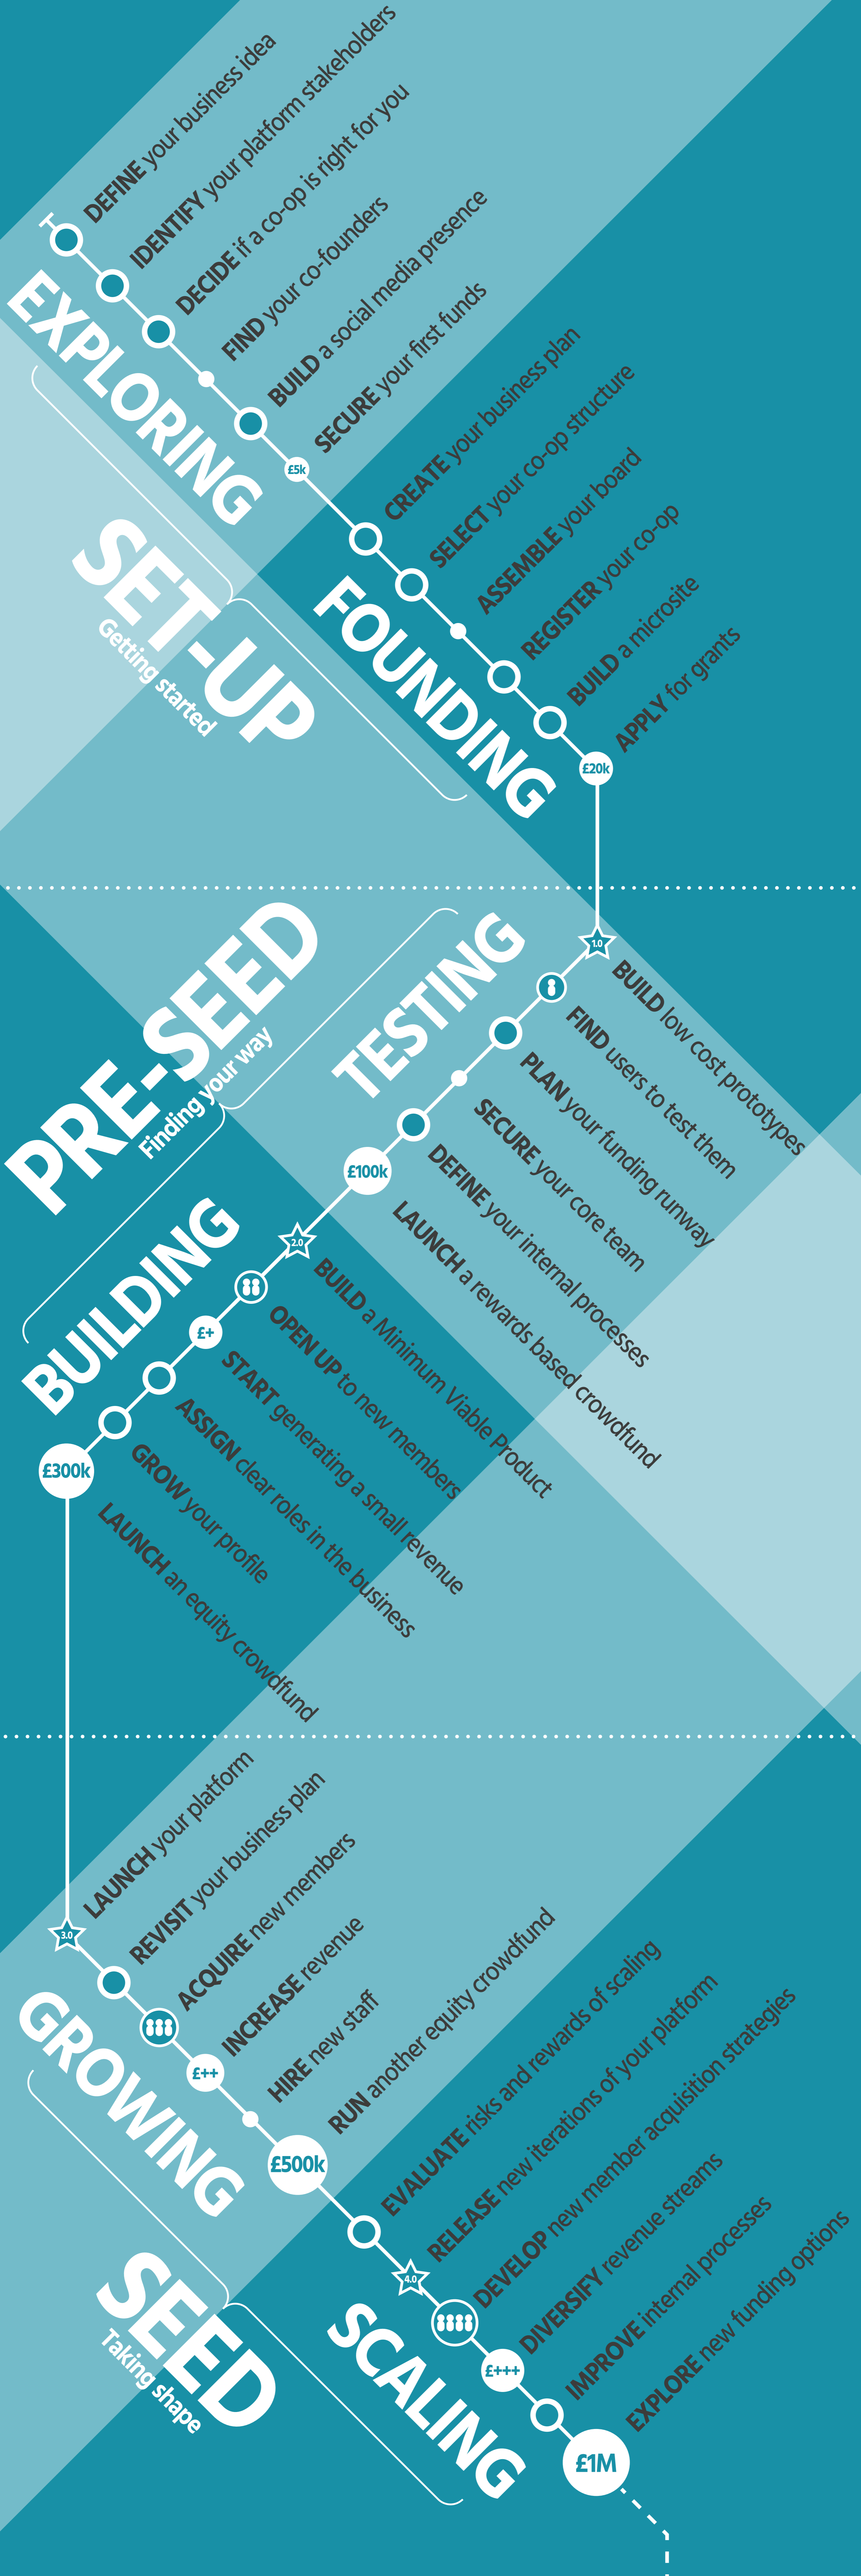 DEFINE your business idea
IDENTIFY your platform stakeholders
DECIDE if a co-op is right for you
FIND your co-founders
BUILD a social media presence
SECURE your first funds
£5k
EXPLORING
CREATE your business plan
SELECT your co-op structure
ASSEMBLE your board
REGISTER your co-op
BUILD a microsite
APPLY for grants
£20k
FOUNDING
SET-UP
Getting started
1.0
BUILD low cost prototypes
FIND users to test them
PLAN your funding runway
SECURE your core team
DEFINE your internal processes
LAUNCH a rewards based crowdfund
£100k
TESTING
PRE-SEED
Finding your way
2.0
BUILD a Minimum Viable Product
OPEN UP to new members
£+
START generating a small revenue
ASSIGN clear roles in the business
GROW your profile
LAUNCH an equity crowdfund
£300k
BUILDING
3.0
LAUNCH your platform
REVISIT your business plan
ACQUIRE new members
£++
INCREASE revenue
HIRE new staff
RUN another equity crowdfund
£500k
GROWING
EVALUATE risks and rewards of scaling
4.0
RELEASE new iterations of your platform
DEVELOP new member acquisition strategies
£+++
DIVERSIFY revenue streams
IMPROVE internal processes
EXPLORE new funding options
£1M
SCALING
SEED
Taking shape